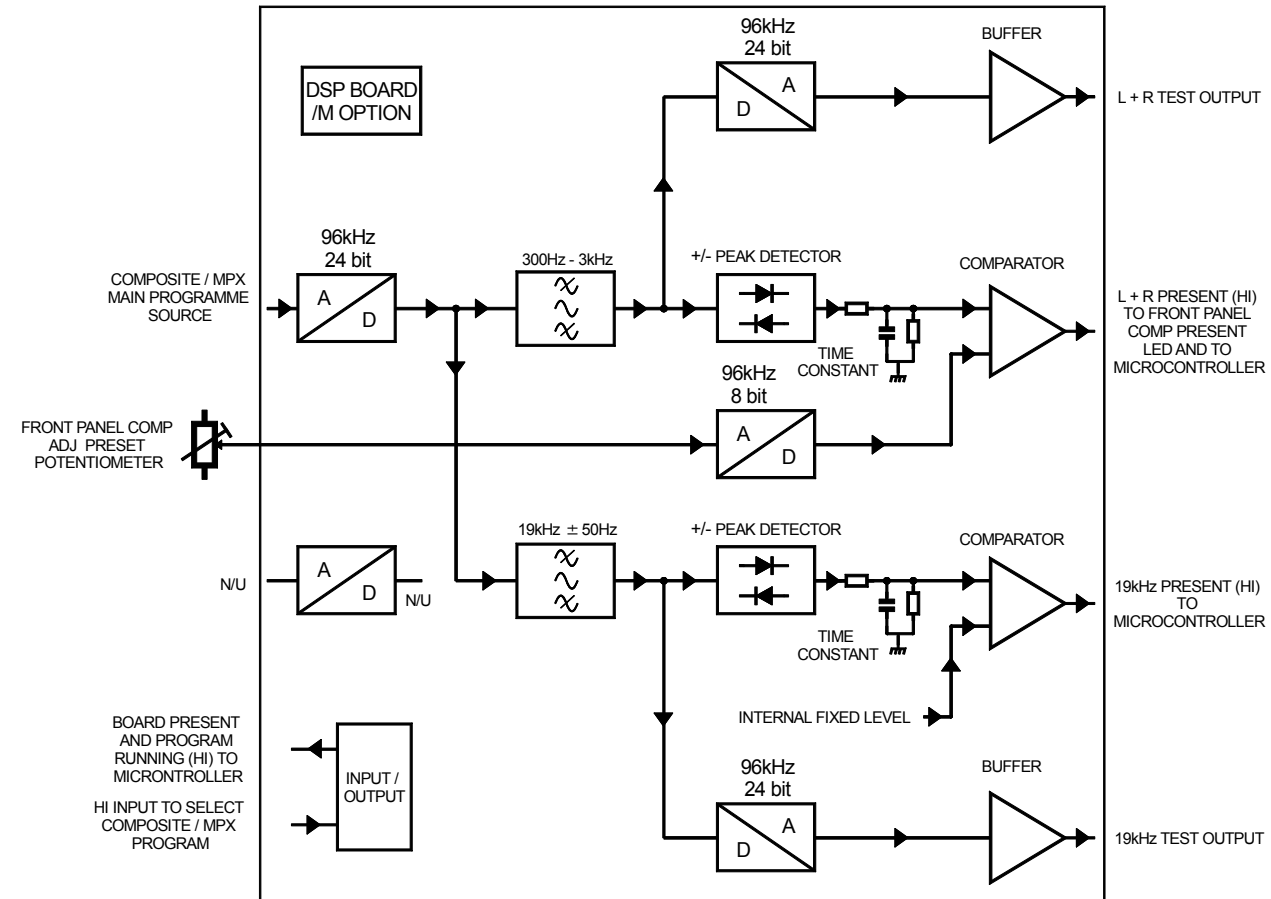 96kHz
24 bit
A
D
BUFFER
L + R TEST OUTPUT
DSP BOARD
/M OPTION
COMPOSITE / MPX
MAIN PROGRAMME
SOURCE
96kHz
24 bit
A
D
300Hz - 3kHz
+/- PEAK DETECTOR
TIME
CONSTANT
COMPARATOR
L + R PRESENT (HI)
TO FRONT PANEL
COMP PRESENT
LED AND TO
MICROCONTROLLER
FRONT PANEL COMP
ADJ PRESET
POTENTIOMETER
96kHz
8 bit
A
D
N/U
A
D
N/U
19kHz ± 50Hz
+/- PEAK DETECTOR
TIME
CONSTANT
COMPARATOR
19kHz PRESENT (HI)
TO
MICROCONTROLLER
INTERNAL FIXED LEVEL
BOARD PRESENT
AND PROGRAM
RUNNING (HI) TO
MICRONTROLLER
HI INPUT TO SELECT
COMPOSITE / MPX
PROGRAM
INPUT /
OUTPUT
96kHz
24 bit
A
D
BUFFER
19kHz TEST OUTPUT